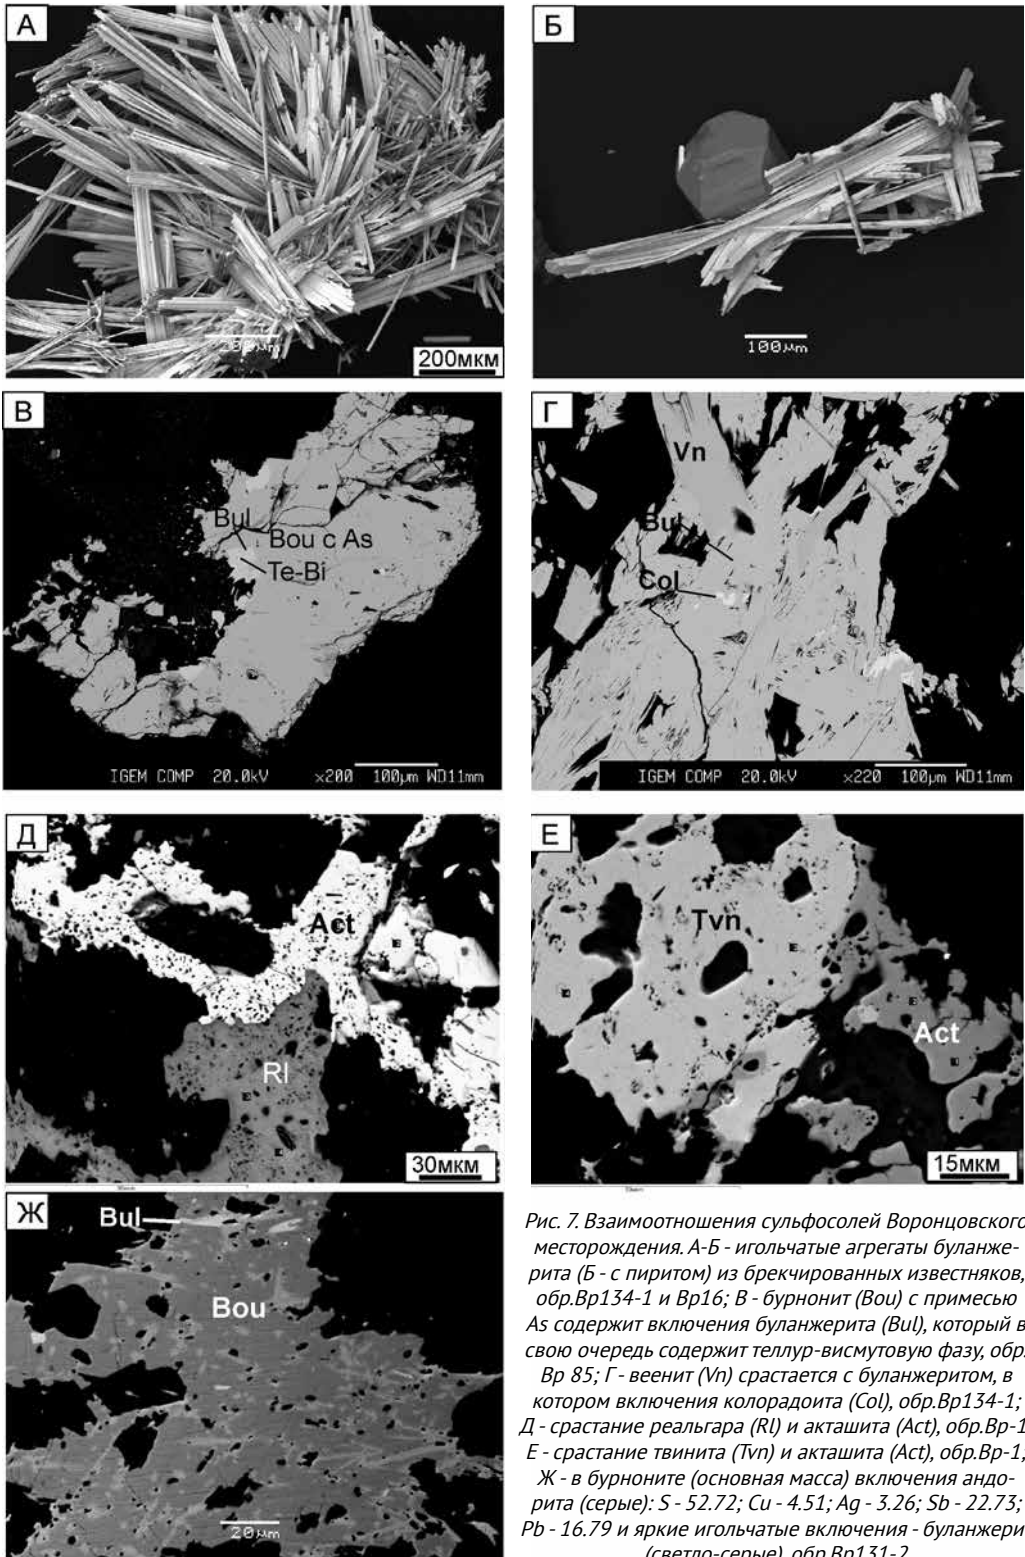 А
Б
200мкм
100µm
В
Г
Vn
Bul
Bul
Bou с As
Te-Bi
Col
IGEM COMP 20.0kV ×200 100µm WD11mm
IGEM COMP 20.0kV ×220 100µm WD11mm
Д
Е
Act
Rl
30мкм
Tvn
Act
15мкм
Ж
Bul
Bou
20µm
Рис. 7. Взаимоотношения сульфосолей Воронцовского
месторождения. А-Б - игольчатые агрегаты буланже-
рита (Б - с пиритом) из брекчированных известняков,
обр.Вр134-1 и Вр16; В - бурнонит (Bou) с примесью
As содержит включения буланжерита (Bul), который в
свою очередь содержит теллур-висмутовую фазу, обр.
Вр 85; Г - веенит (Vn) срастается с буланжеритом, в
котором включения колорадоита (Col), обр.Вр134-1;
Д - срастание реальгара (Rl) и акташита (Act), обр.Вр-1
Е - срастание твинита (Tvn) и акташита (Act), обр.Вр-1;
Ж - в бурноните (основная масса) включения андо-
рита (серые): S - 52.72; Cu - 4.51; Ag - 3.26; Sb - 22.73;
Pb - 16.79 и яркие игольчатые включения - буланжери
(светло-серые), обр.Вр131-2